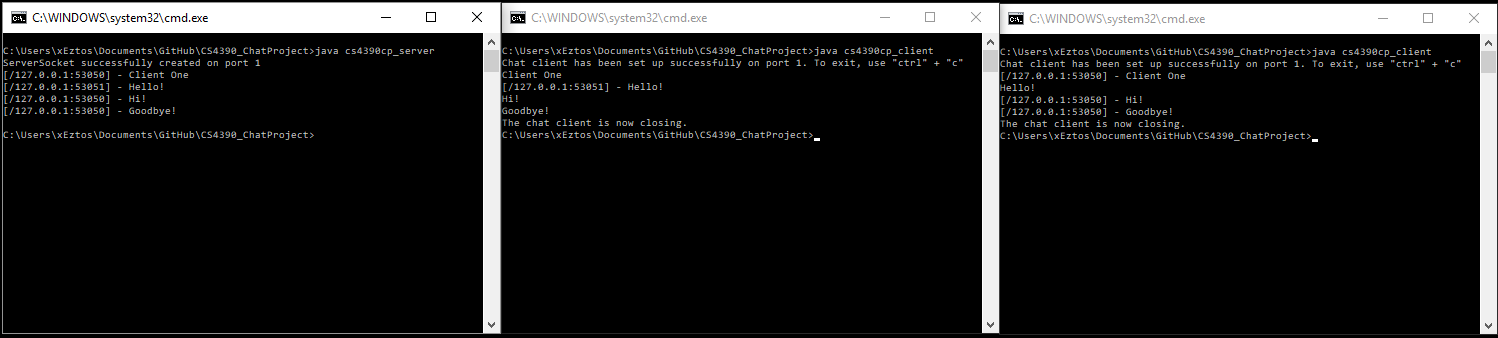 C:\WINDOWS\system32\cmd.exe
C:\Users\xEztos\Documents\GitHub\CS4390_ChatProject>java cs4390cp_server
ServerSocket successfully created on port 1
[/127.0.0.1:53050] - Client One
[/127.0.0.1:53051] - Hello!
[/127.0.0.1:53050] - Hi!
[/127.0.0.1:53050] - Goodbye!
C:\Users\xEztos\Documents\GitHub\CS4390_ChatProject>
C:\WINDOWS\system32\cmd.exe
C:\Users\xEztos\Documents\GitHub\CS4390_ChatProject>java cs4390cp_client
Chat client has been set up successfully on port 1. To exit, use "ctrl" + "c"
Client One
[/127.0.0.1:53051] - Hello!
Hi!
Goodbye!
The chat client is now closing.
C:\Users\xEztos\Documents\GitHub\CS4390_ChatProject>
C:\WINDOWS\system32\cmd.exe
C:\Users\xEztos\Documents\GitHub\CS4390_ChatProject>java cs4390cp_client
Chat client has been set up successfully on port 1. To exit, use "ctrl" + "c"
[/127.0.0.1:53050] - Client One
Hello!
[/127.0.0.1:53050] - Hi!
[/127.0.0.1:53050] - Goodbye!
The chat client is now closing.
C:\Users\xEztos\Documents\GitHub\CS4390_ChatProject>